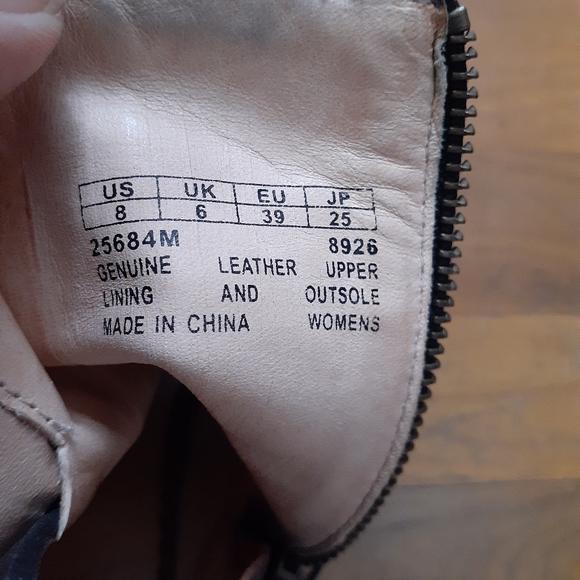 US UK EU JP
8 6 39 25
25684M 8926
GENUINE LEATHER UPPER
LINING AND OUTSOLE
MADE IN CHINA WOMENS